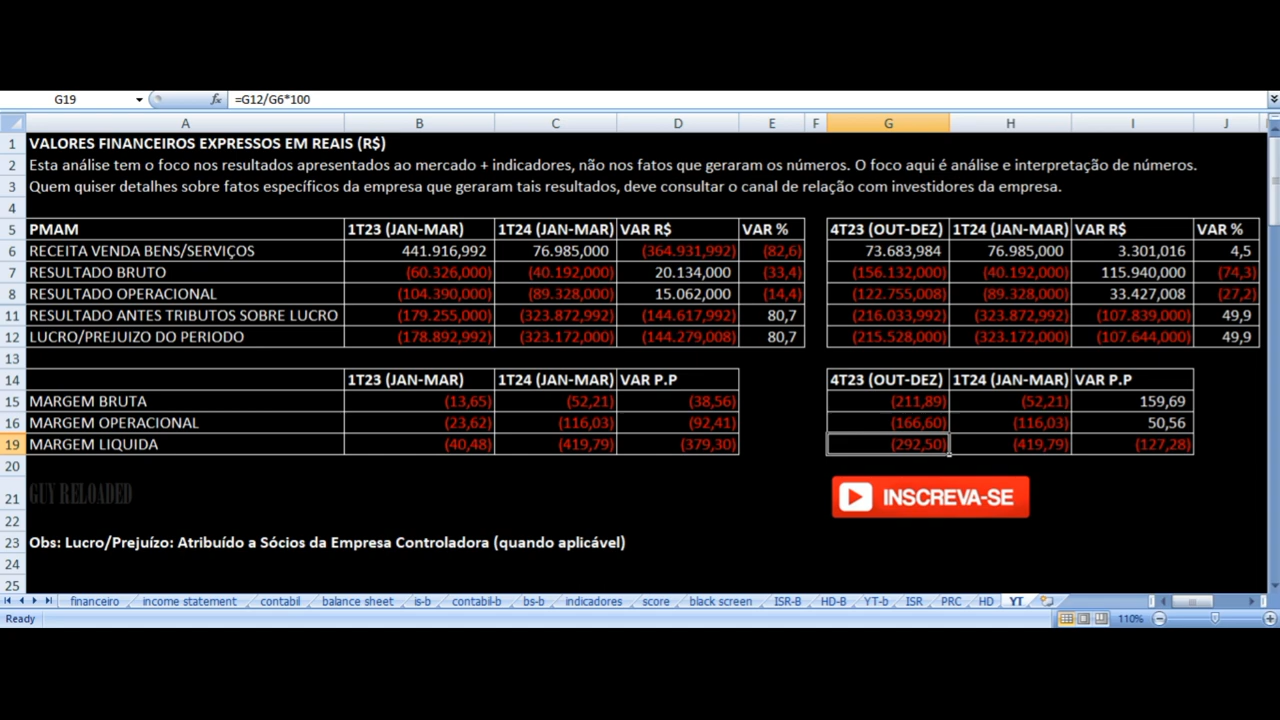 G19 fx =G12/G6*100
A B C D E F G H I J
1 VALORES FINANCEIROS EXPRESSOS EM REAIS (R$)
2 Esta análise tem o foco nos resultados apresentados ao mercado + indicadores, não nos fatos que geraram os números. O foco aqui é análise e interpretação de números.
3 Quem quiser detalhes sobre fatos específicos da empresa que geraram tais resultados, deve consultar o canal de relação com investidores da empresa.
4
5 PMAM 1T23 (JAN-MAR) 1T24 (JAN-MAR) VAR R$ VAR % 4T23 (OUT-DEZ) 1T24 (JAN-MAR) VAR R$ VAR %
6 RECEITA VENDA BENS/SERVIÇOS 441.916,992 76.985,000 (364.931,992) (82,6) 73.683,984 76.985,000 3.301,016 4,5
7 RESULTADO BRUTO (60.326,000) (40.192,000) 20.134,000 (33,4) (156.132,000) (40.192,000) 115.940,000 (74,3)
8 RESULTADO OPERACIONAL (104.390,000) (89.328,000) 15.062,000 (14,4) (122.755,008) (89.328,000) 33.427,008 (27,2)
11 RESULTADO ANTES TRIBUTOS SOBRE LUCRO (179.255,000) (323.872,992) (144.617,992) 80,7 (216.033,992) (323.872,992) (107.839,000) 49,9
12 LUCRO/PREJUIZO DO PERIODO (178.892,992) (323.172,000) (144.279,008) 80,7 (215.528,000) (323.172,000) (107.644,000) 49,9
13
14 1T23 (JAN-MAR) 1T24 (JAN-MAR) VAR P.P 4T23 (OUT-DEZ) 1T24 (JAN-MAR) VAR P.P
15 MARGEM BRUTA (13,65) (52,21) (38,56) (211,89) (52,21) 159,69
16 MARGEM OPERACIONAL (23,62) (116,03) (92,41) (166,60) (116,03) 50,56
19 MARGEM LIQUIDA (40,48) (419,79) (379,30) (292,50) (419,79) (127,28)
20
21 GUY RELOADED INSCREVA-SE
22
23 Obs: Lucro/Prejuízo: Atribuído a Sócios da Empresa Controladora (quando aplicável)
24
25
financeiro income statement contabil balance sheet is-b contabil-b bs-b indicadores score black screen ISR-B HD-B YT-b ISR PRC HD YT
Ready 110%